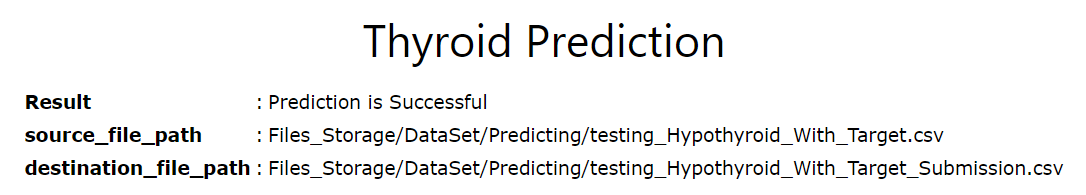 Thyroid Prediction
Result : Prediction is Successful
source_file_path : Files_Storage/DataSet/Predicting/testing_Hypothyroid_With_Target.csv
destination_file_path : Files_Storage/DataSet/Predicting/testing_Hypothyroid_With_Target_Submission.csv